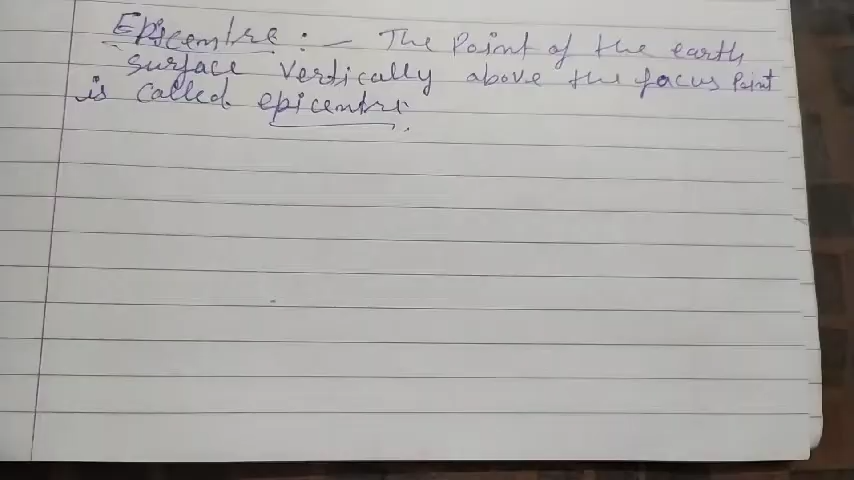 Epicentre :- The Point of the earth
surface vertically above the focus Point
is called epicentre.